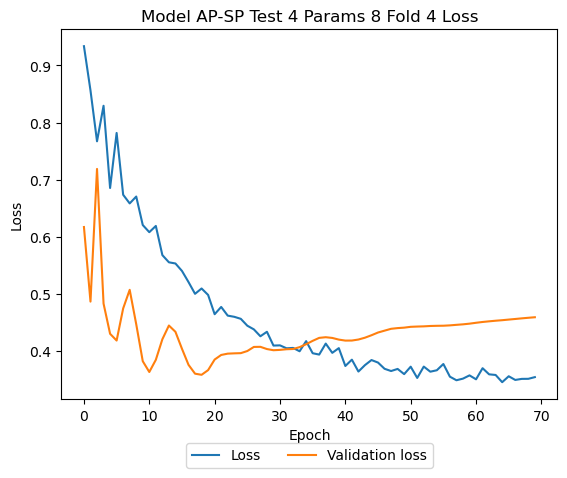 Model AP-SP Test 4 Params 8 Fold 4 Loss
Loss
0.9
0.8
0.7
0.6
0.5
0.4
0 10 20 30 40 50 60 70
Epoch
Loss Validation loss